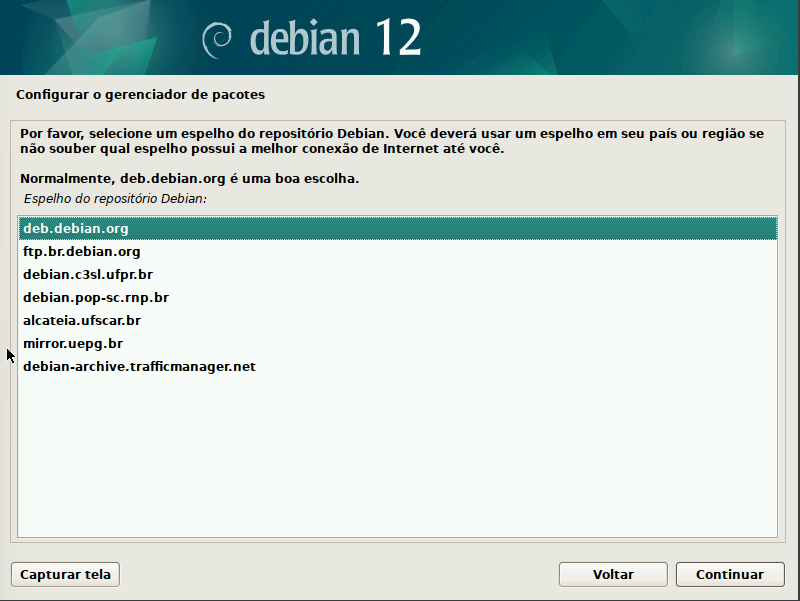 debian 12
Configurar o gerenciador de pacotes
Por favor, selecione um espelho do repositório Debian. Você deverá usar um espelho em seu país ou região se
não souber qual espelho possui a melhor conexão de Internet até você.
Normalmente, deb.debian.org é uma boa escolha.
Espelho do repositório Debian:
deb.debian.org
ftp.br.debian.org
debian.c3sl.ufpr.br
debian.pop-sc.rnp.br
alcateia.ufscar.br
mirror.uepg.br
debian-archive.trafficmanager.net
Capturar tela
Voltar
Continuar